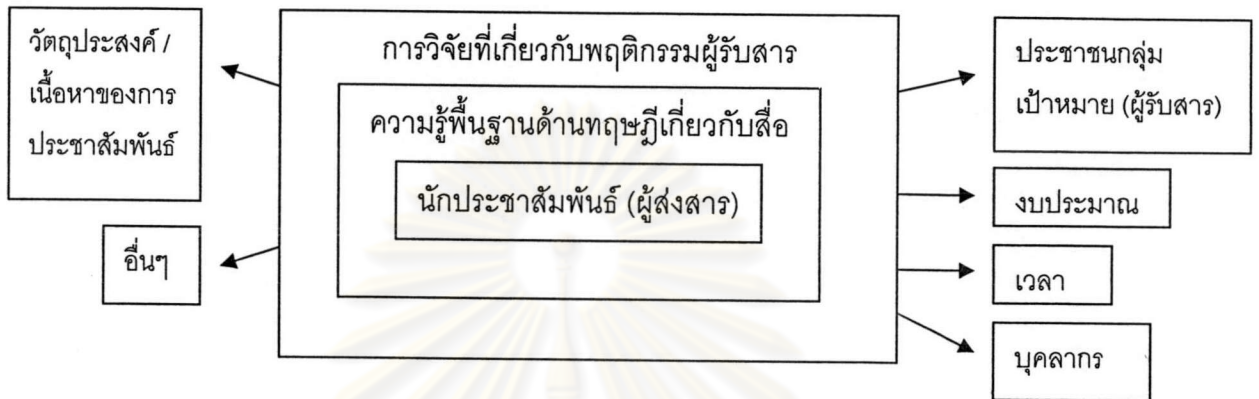 วัตถุประสงค์ /
เนื้อหาของการ
ประชาสัมพันธ์
อื่นๆ
การวิจัยที่เกี่ยวกับพฤติกรรมผู้รับสาร
ความรู้พื้นฐานด้านทฤษฎีเกี่ยวกับสื่อ
นักประชาสัมพันธ์ (ผู้ส่งสาร)
ประชาชนกลุ่ม
เป้าหมาย (ผู้รับสาร)
งบประมาณ
เวลา
บุคลากร